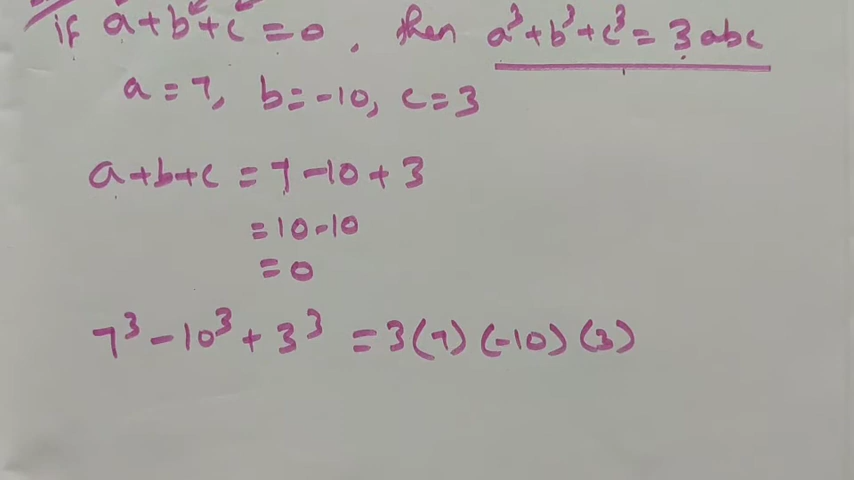 if a+b+c=0, then a³+b³+c³=3abc
a=7, b=-10, c=3
a+b+c = 7-10+3
=10-10
=0
7³-10³+3³ =3(7)(-10)(3)